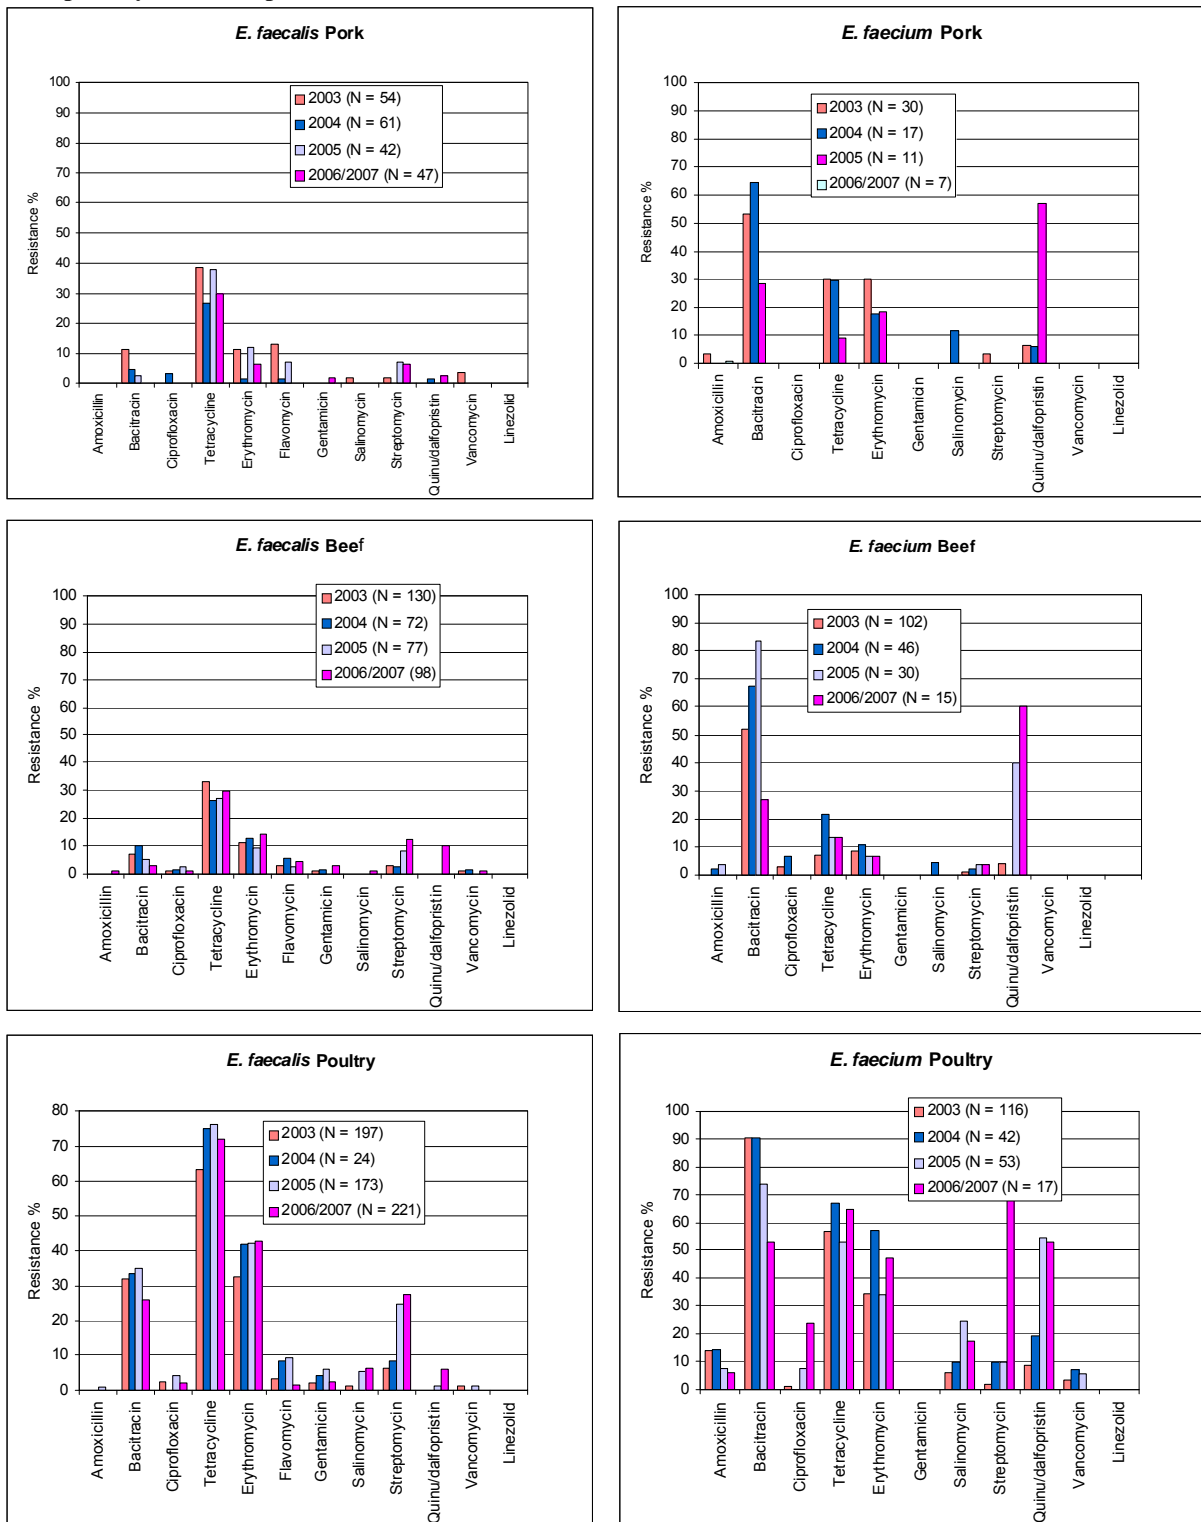 E. faecalis Pork
100
90
80
70
60
50
40
30
20
10
0
Resistance %
2003 (N = 54)
2004 (N = 61)
2005 (N = 42)
2006/2007 (N = 47)
Amoxicillin
Bacitracin
Ciprofloxacin
Tetracycline
Erythromycin
Flavomycin
Gentamicin
Salinomycin
Streptomycin
Quinu/dalfopristin
Vancomycin
Linezolid
E. faecium Pork
100
90
80
70
60
50
40
30
20
10
0
Resistance %
2003 (N = 30)
2004 (N = 17)
2005 (N = 11)
2006/2007 (N = 7)
Amoxicillin
Bacitracin
Ciprofloxacin
Tetracycline
Erythromycin
Gentamicin
Salinomycin
Streptomycin
Quinu/dalfopristin
Vancomycin
Linezolid
E. faecalis Beef
100
90
80
70
60
50
40
30
20
10
0
Resistance %
2003 (N = 130)
2004 (N = 72)
2005 (N = 77)
2006/2007 (98)
Amoxicillin
Bacitracin
Ciprofloxacin
Tetracycline
Erythromycin
Flavomycin
Gentamicin
Salinomycin
Streptomycin
Quinu/dalfopristin
Vancomycin
Linezolid
E. faecium Beef
100
90
80
70
60
50
40
30
20
10
0
Resistance %
2003 (N = 102)
2004 (N = 46)
2005 (N = 30)
2006/2007 (N = 15)
Amoxicillin
Bacitracin
Ciprofloxacin
Tetracycline
Erythromycin
Gentamicin
Salinomycin
Streptomycin
Quinu/dalfopristin
Vancomycin
Linezolid
E. faecalis Poultry
80
70
60
50
40
30
20
10
0
Resistance %
2003 (N = 197)
2004 (N = 24)
2005 (N = 173)
2006/2007 (N = 221)
Amoxicillin
Bacitracin
Ciprofloxacin
Tetracycline
Erythromycin
Flavomycin
Gentamicin
Salinomycin
Streptomycin
Quinu/dalfopristin
Vancomycin
Linezolid
E. faecium Poultry
100
90
80
70
60
50
40
30
20
10
0
Resistance %
2003 (N = 116)
2004 (N = 42)
2005 (N = 53)
2006/2007 (N = 17)
Amoxicillin
Bacitracin
Ciprofloxacin
Tetracycline
Erythromycin
Gentamicin
Salinomycin
Streptomycin
Quinu/dalfopristin
Vancomycin
Linezolid